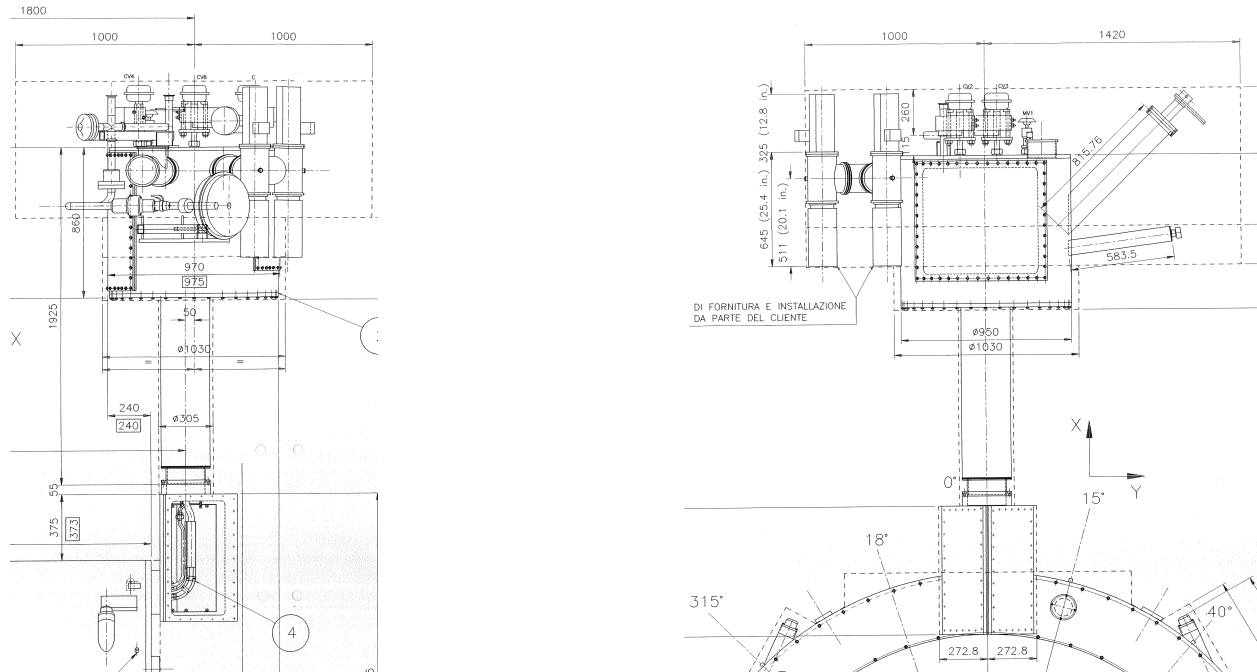 1800
1000
1000
CV4
CV8
C
860
970
975
50
1925
X
ø1030
=
=
240
240
ø305
55
375
373
4
1000
1420
325 (12.8 in.)
645 (25.4 in.)
511 (20.1 in.)
260
15
CV2
CV3
MV1
815.76
583.5
DI FORNITURA E INSTALLAZIONE
DA PARTE DEL CLIENTE
ø950
ø1030
X
Y
0°
15°
18°
315°
40°
272.8
272.8